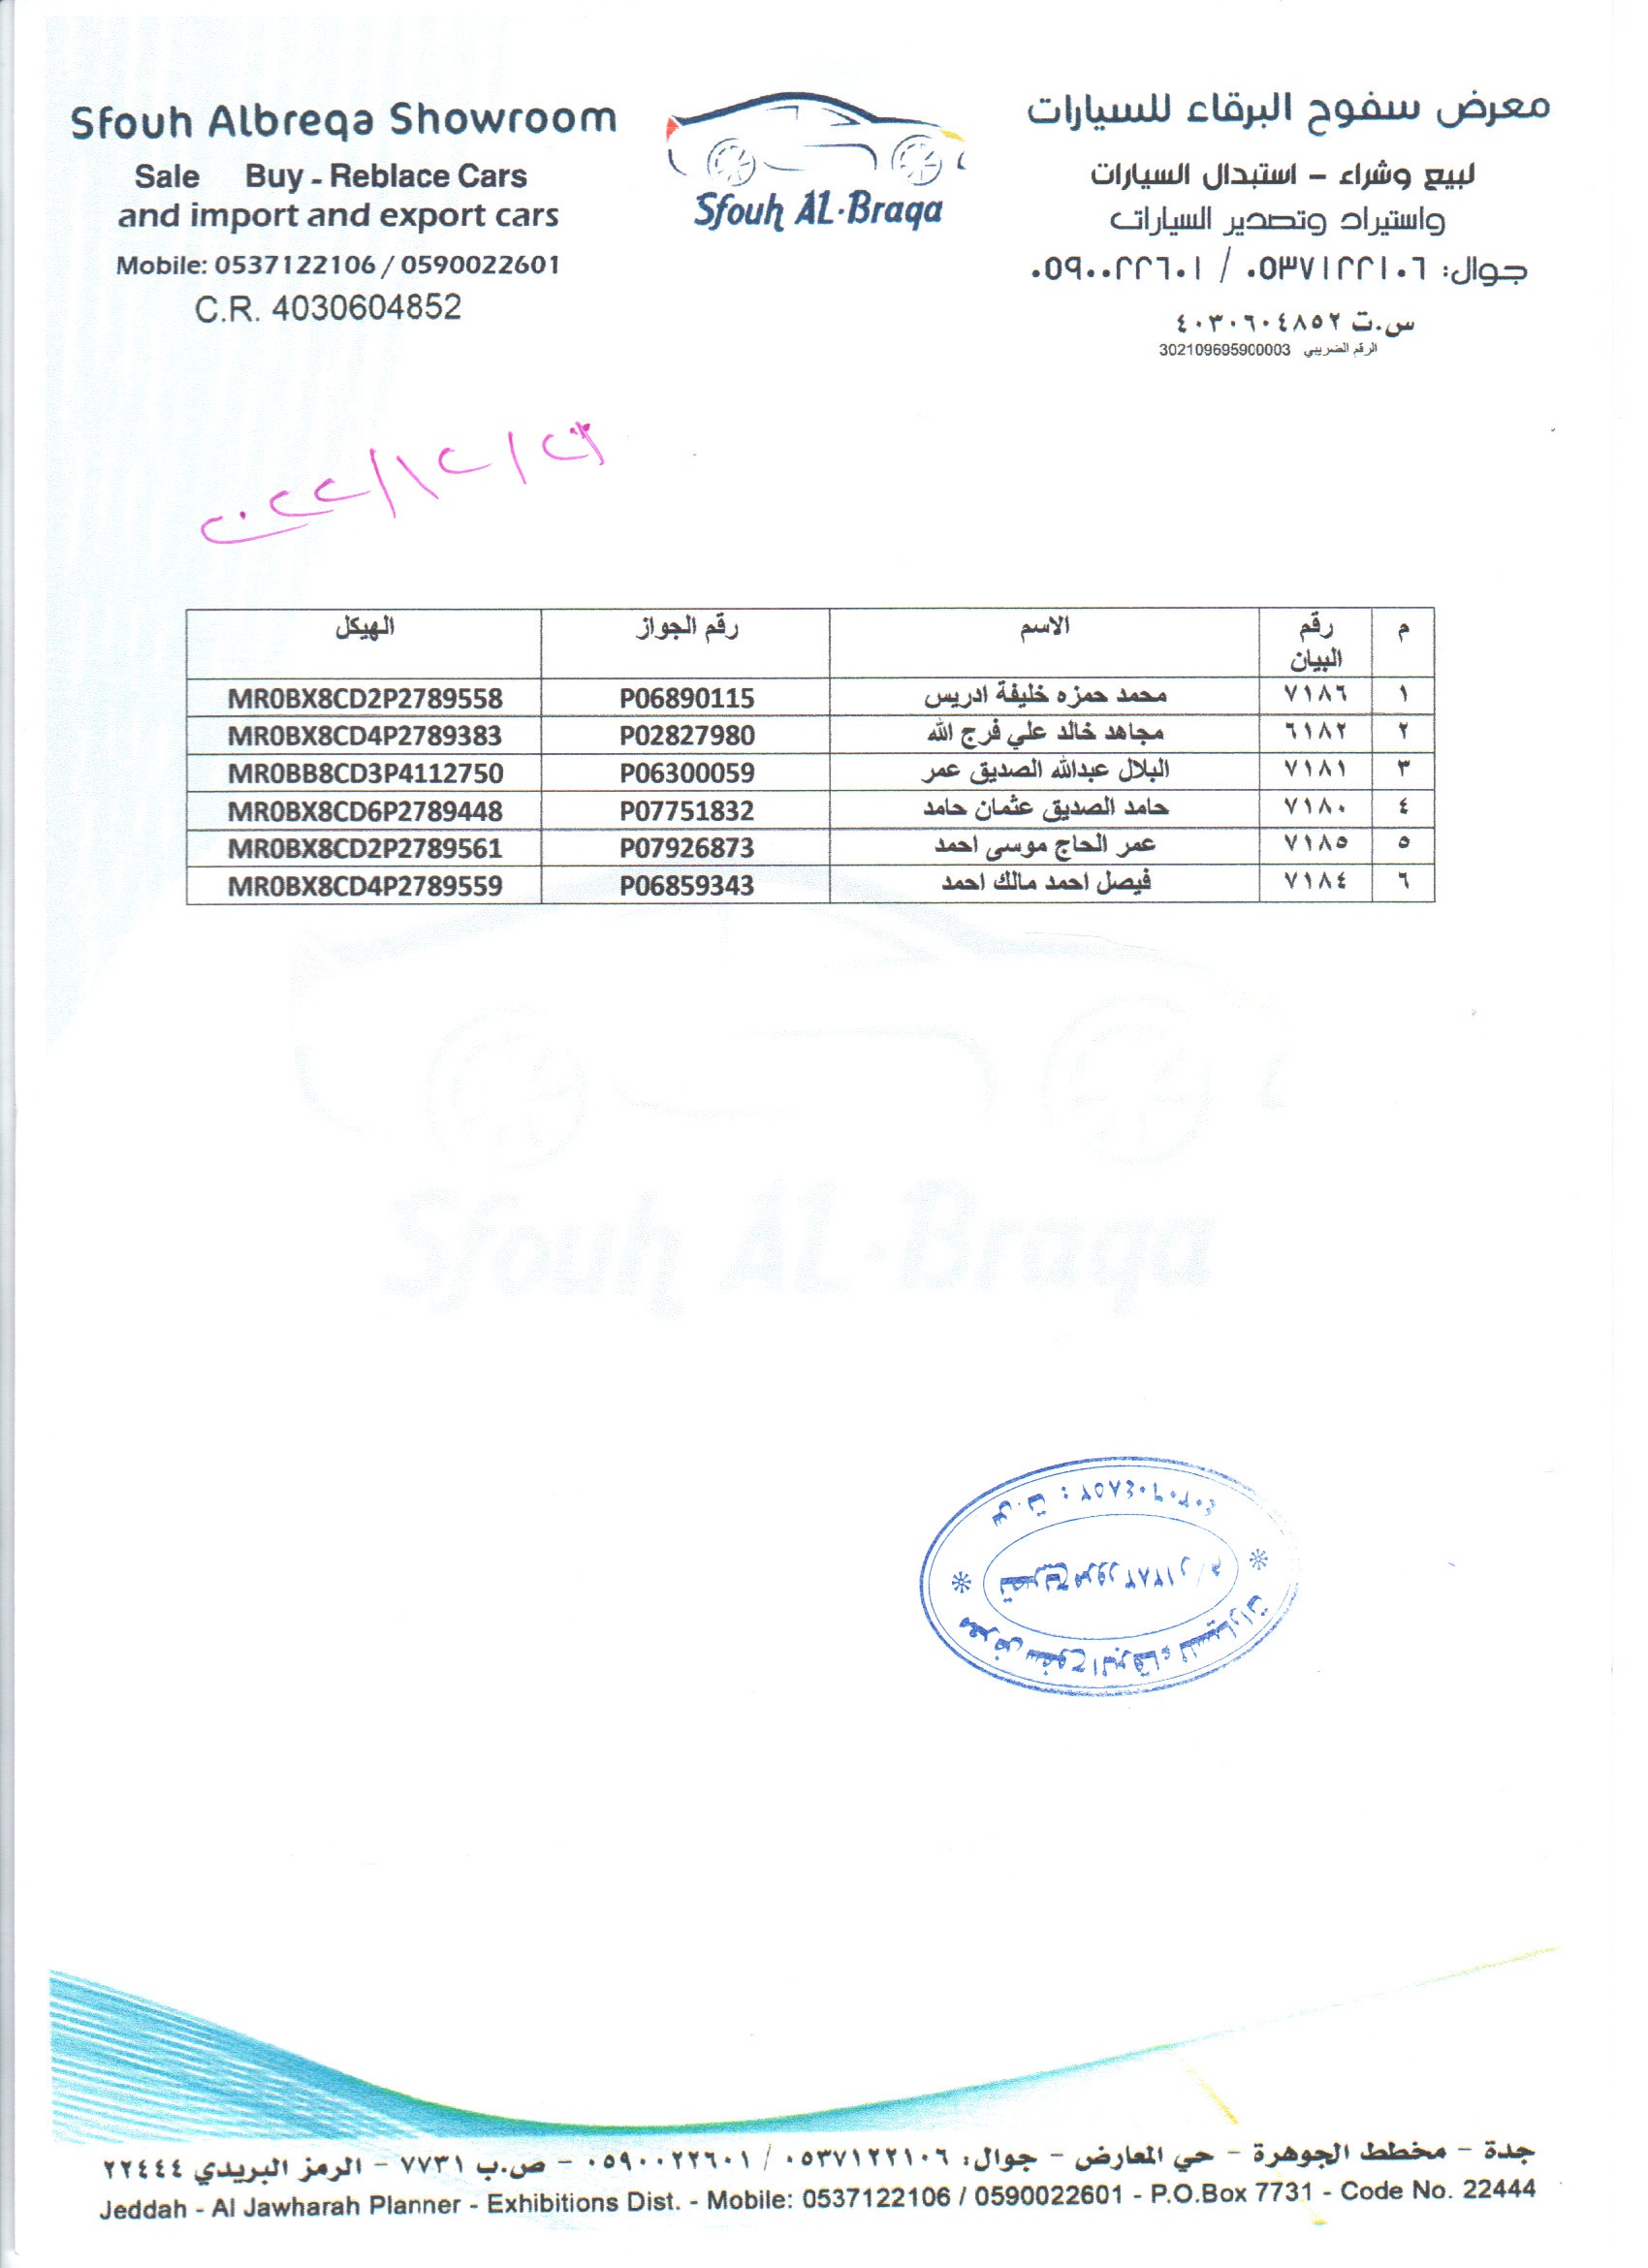 Sfouh Albreqa Showroom
Sale Buy - Reblace Cars
and import and export cars
Mobile: 0537122106 / 0590022601
C.R. 4030604852
Sfouh AL-Braqa
معرض سفوح البرقاء للسيارات
لبيع وشراء – استبدال السيارات
واستيراد وتصدير السيارات
جوال: ٠٥٣٧١٢٢١٠٦ / ٠٥٩٠٠٢٢٦٠١
س.ت ٤٠٣٠٦٠٤٨٥٢
الرقم الضريبي 302109695900003
م رقم البيان الاسم رقم الجواز الهيكل
١ ٧١٨٦ محمد حمزه خليفة ادريس P06890115 MR0BX8CD2P2789558
٢ ٦١٨٢ مجاهد خالد علي فرج الله P02827980 MR0BX8CD4P2789383
٣ ٧١٨١ البلال عبدالله الصديق عمر P06300059 MR0BB8CD3P4112750
٤ ٧١٨٠ حامد الصديق عثمان حامد P07751832 MR0BX8CD6P2789448
٥ ٧١٨٥ عمر الحاج موسى احمد P07926873 MR0BX8CD2P2789561
٦ ٧١٨٤ فيصل احمد مالك احمد P06859343 MR0BX8CD4P2789559
Sfouh AL-Braqa
معرض سفوح البرقاء للسيارات
س.ت : ٤٠٣٠٦٠٤٨٥٢
جدة – مخطط الجوهرة – حي المعارض – جوال: ٠٥٣٧١٢٢١٠٦ / ٠٥٩٠٠٢٢٦٠١ – ص.ب ٧٧٣١ – الرمز البريدي ٢٢٤٤٤
Jeddah - Al Jawharah Planner - Exhibitions Dist. - Mobile: 0537122106 / 0590022601 - P.O.Box 7731 - Code No. 22444